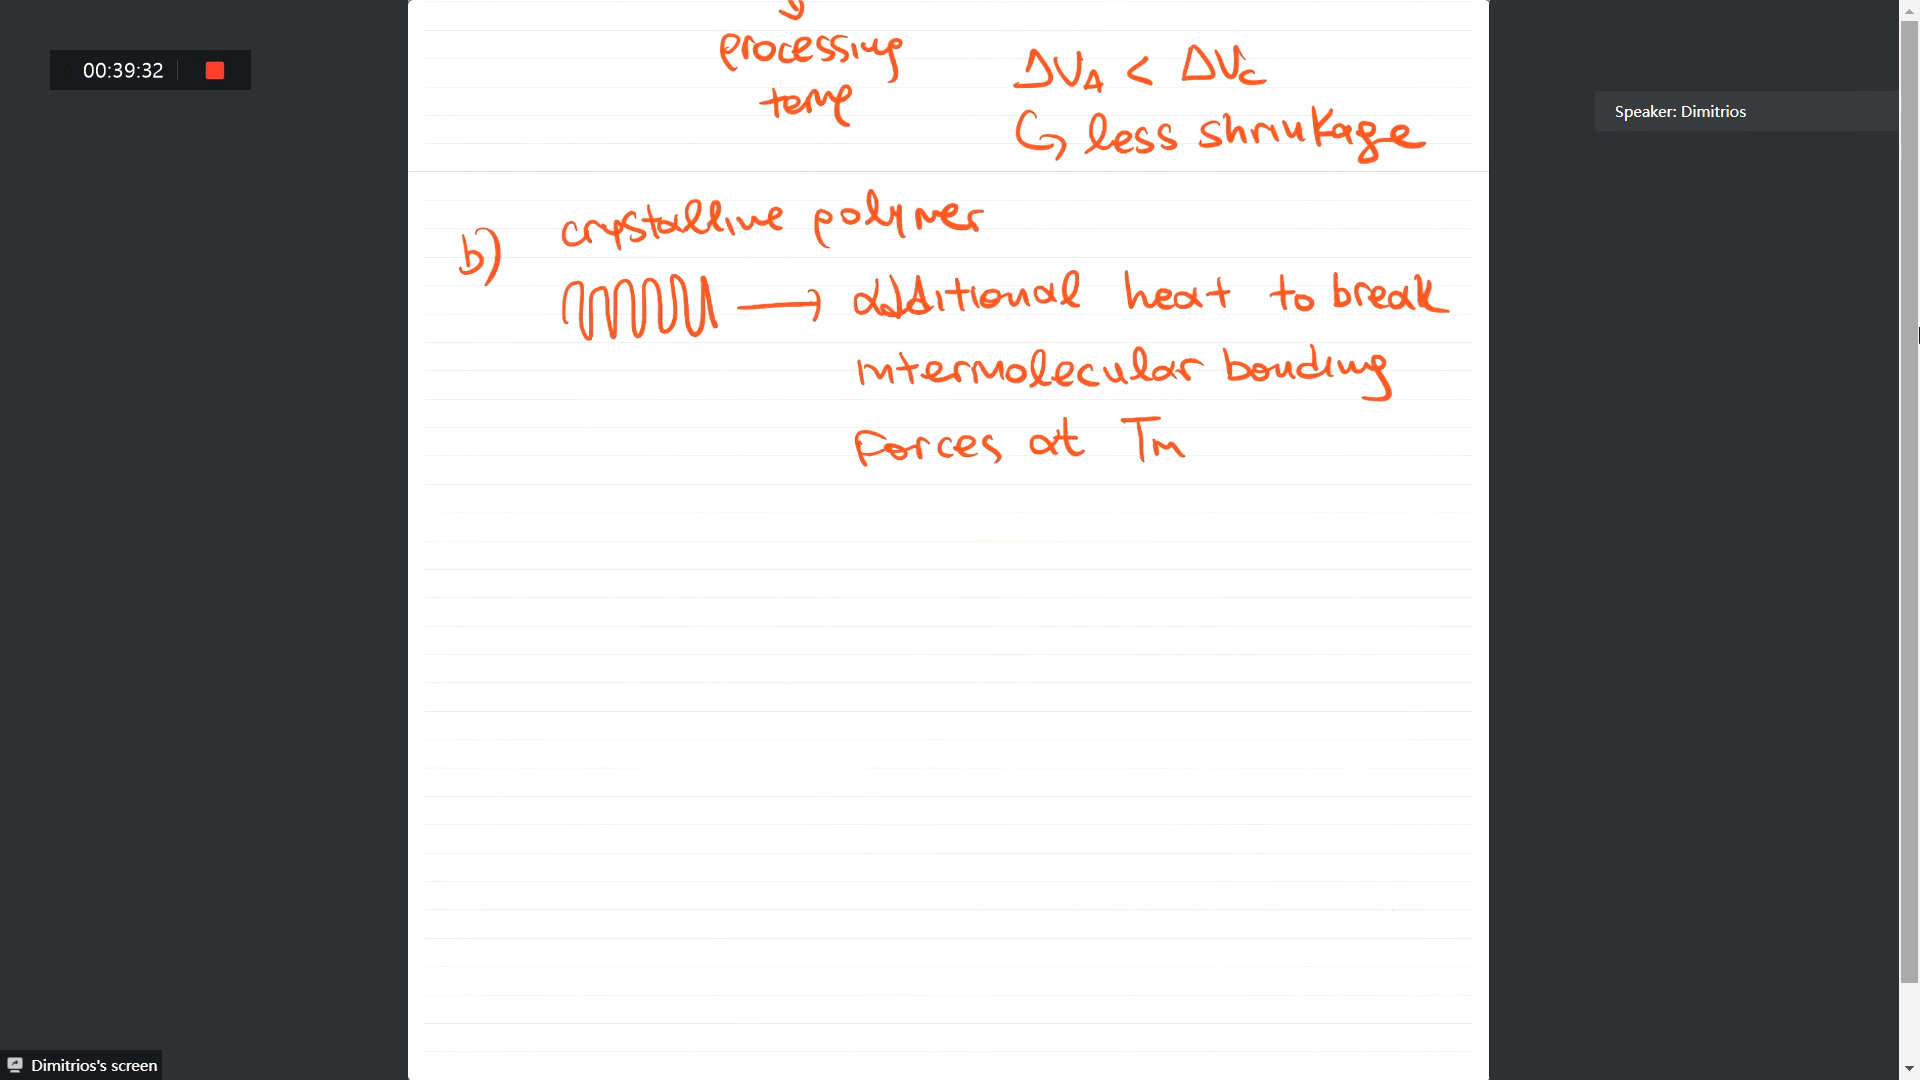 processing
temp
ΔVA < ΔVc
↳ less shrinkage
00:39:32
Speaker: Dimitrios
b) crystalline polymer
→ additional heat to break
intermolecular bonding
forces at Tm
Dimitrios's screen